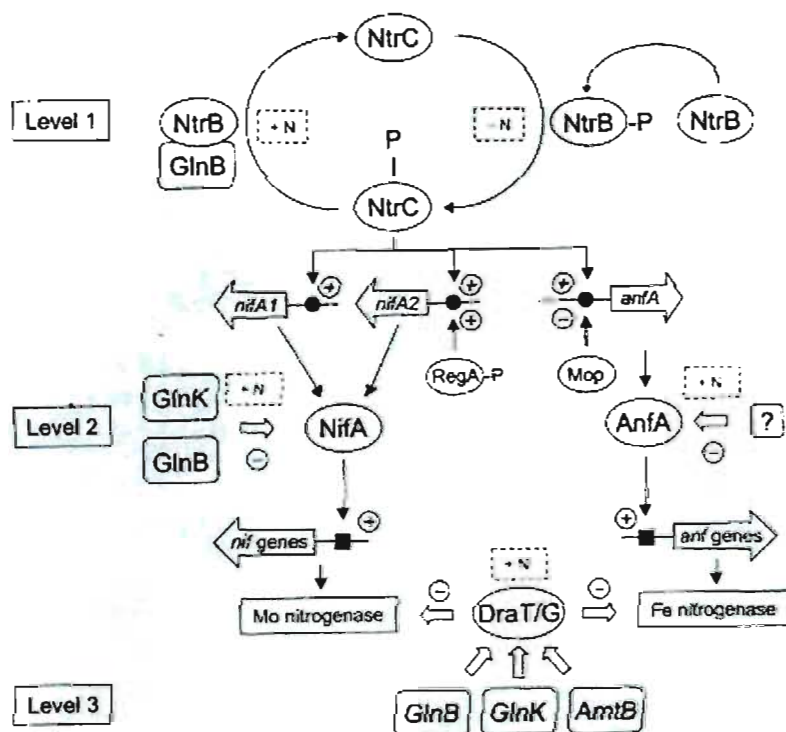 NtrC
Level 1
NtrB
GlnB
+ N
P
NtrC
– N
NtrB -P
NtrB
nifA1
+
nifA2
+
+
+
–
anfA
RegA -P
Mop
GlnK
+ N
+ N
Level 2
GlnB
–
NifA
AnfA
?
–
nif genes
+
+
anf genes
+ N
Mo nitrogenase
–
DraT/G
–
Fe nitrogenase
Level 3
GlnB
GlnK
AmtB